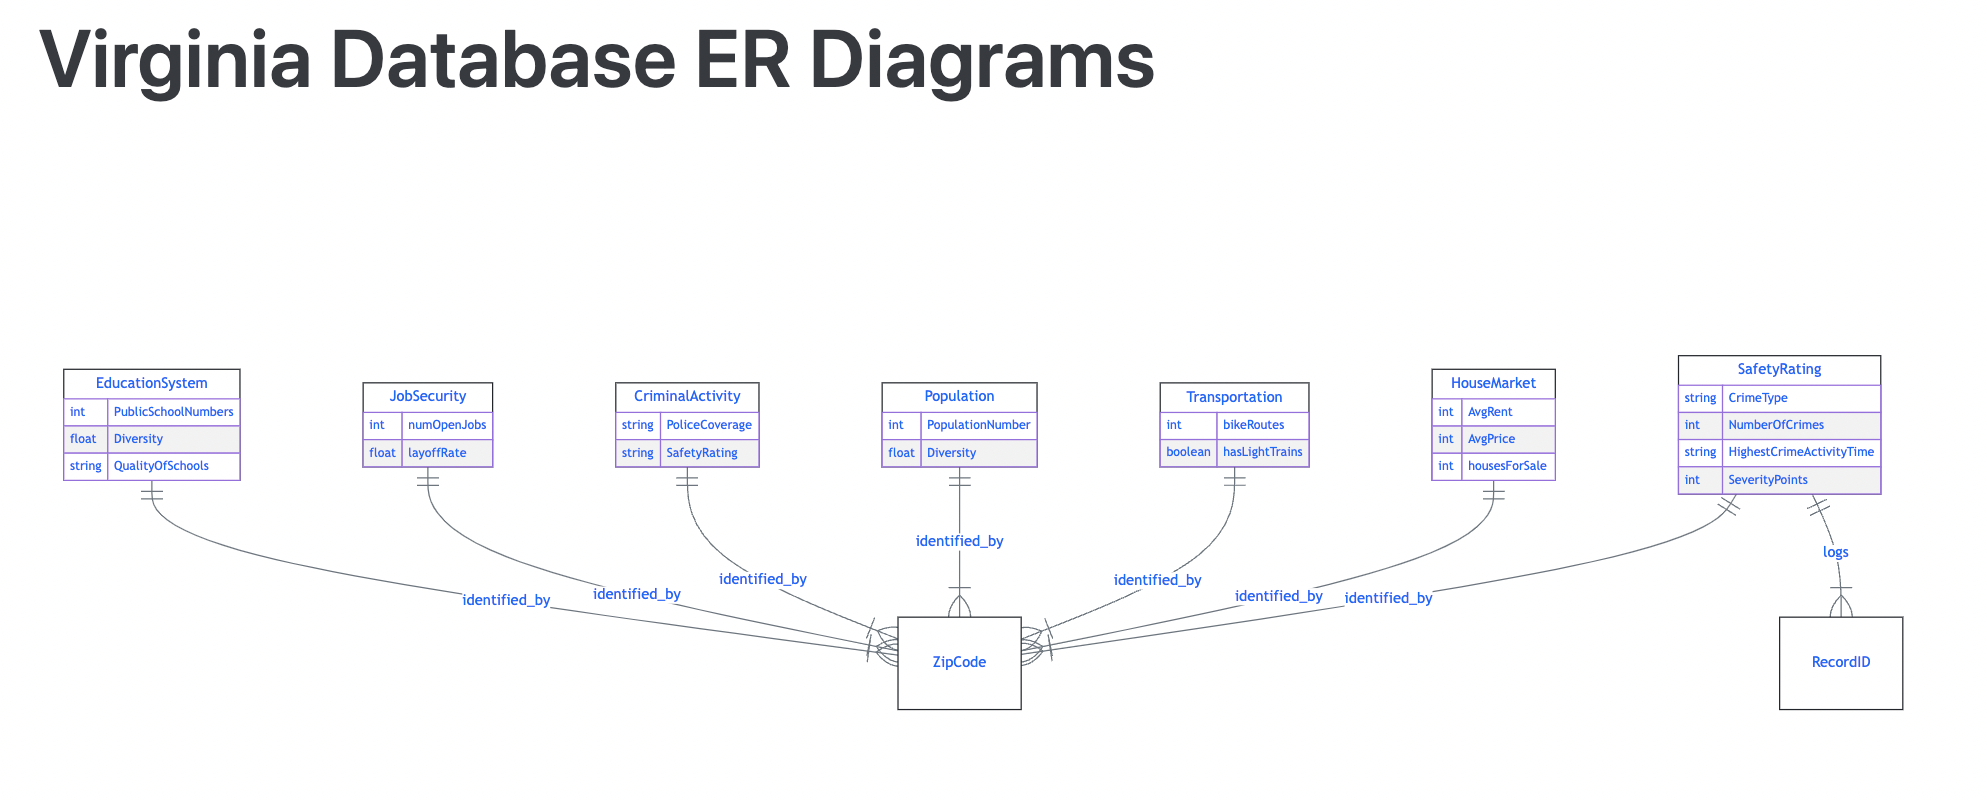 Virginia Database ER Diagrams
EducationSystem
int PublicSchoolNumbers
float Diversity
string QualityOfSchools
JobSecurity
int numOpenJobs
float layoffRate
CriminalActivity
string PoliceCoverage
string SafetyRating
Population
int PopulationNumber
float Diversity
Transportation
int bikeRoutes
boolean hasLightTrains
HouseMarket
int AvgRent
int AvgPrice
int housesForSale
SafetyRating
string CrimeType
int NumberOfCrimes
string HighestCrimeActivityTime
int SeverityPoints
identified_by
identified_by
identified_by
identified_by
identified_by
identified_by
identified_by
logs
ZipCode
RecordID